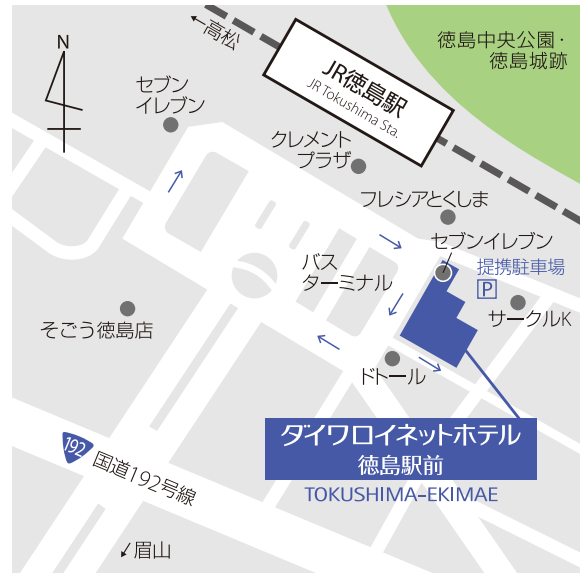 ←高松
JR徳島駅
JR Tokushima Sta.
徳島中央公園・
徳島城跡
N
セブン
イレブン
クレメント
プラザ
フレシアとくしま
セブンイレブン
提携駐車場
P
バス
ターミナル
サークルK
そごう徳島店
ドトール
ダイワロイネットホテル
徳島駅前
TOKUSHIMA-EKIMAE
192
国道192号線
↙眉山